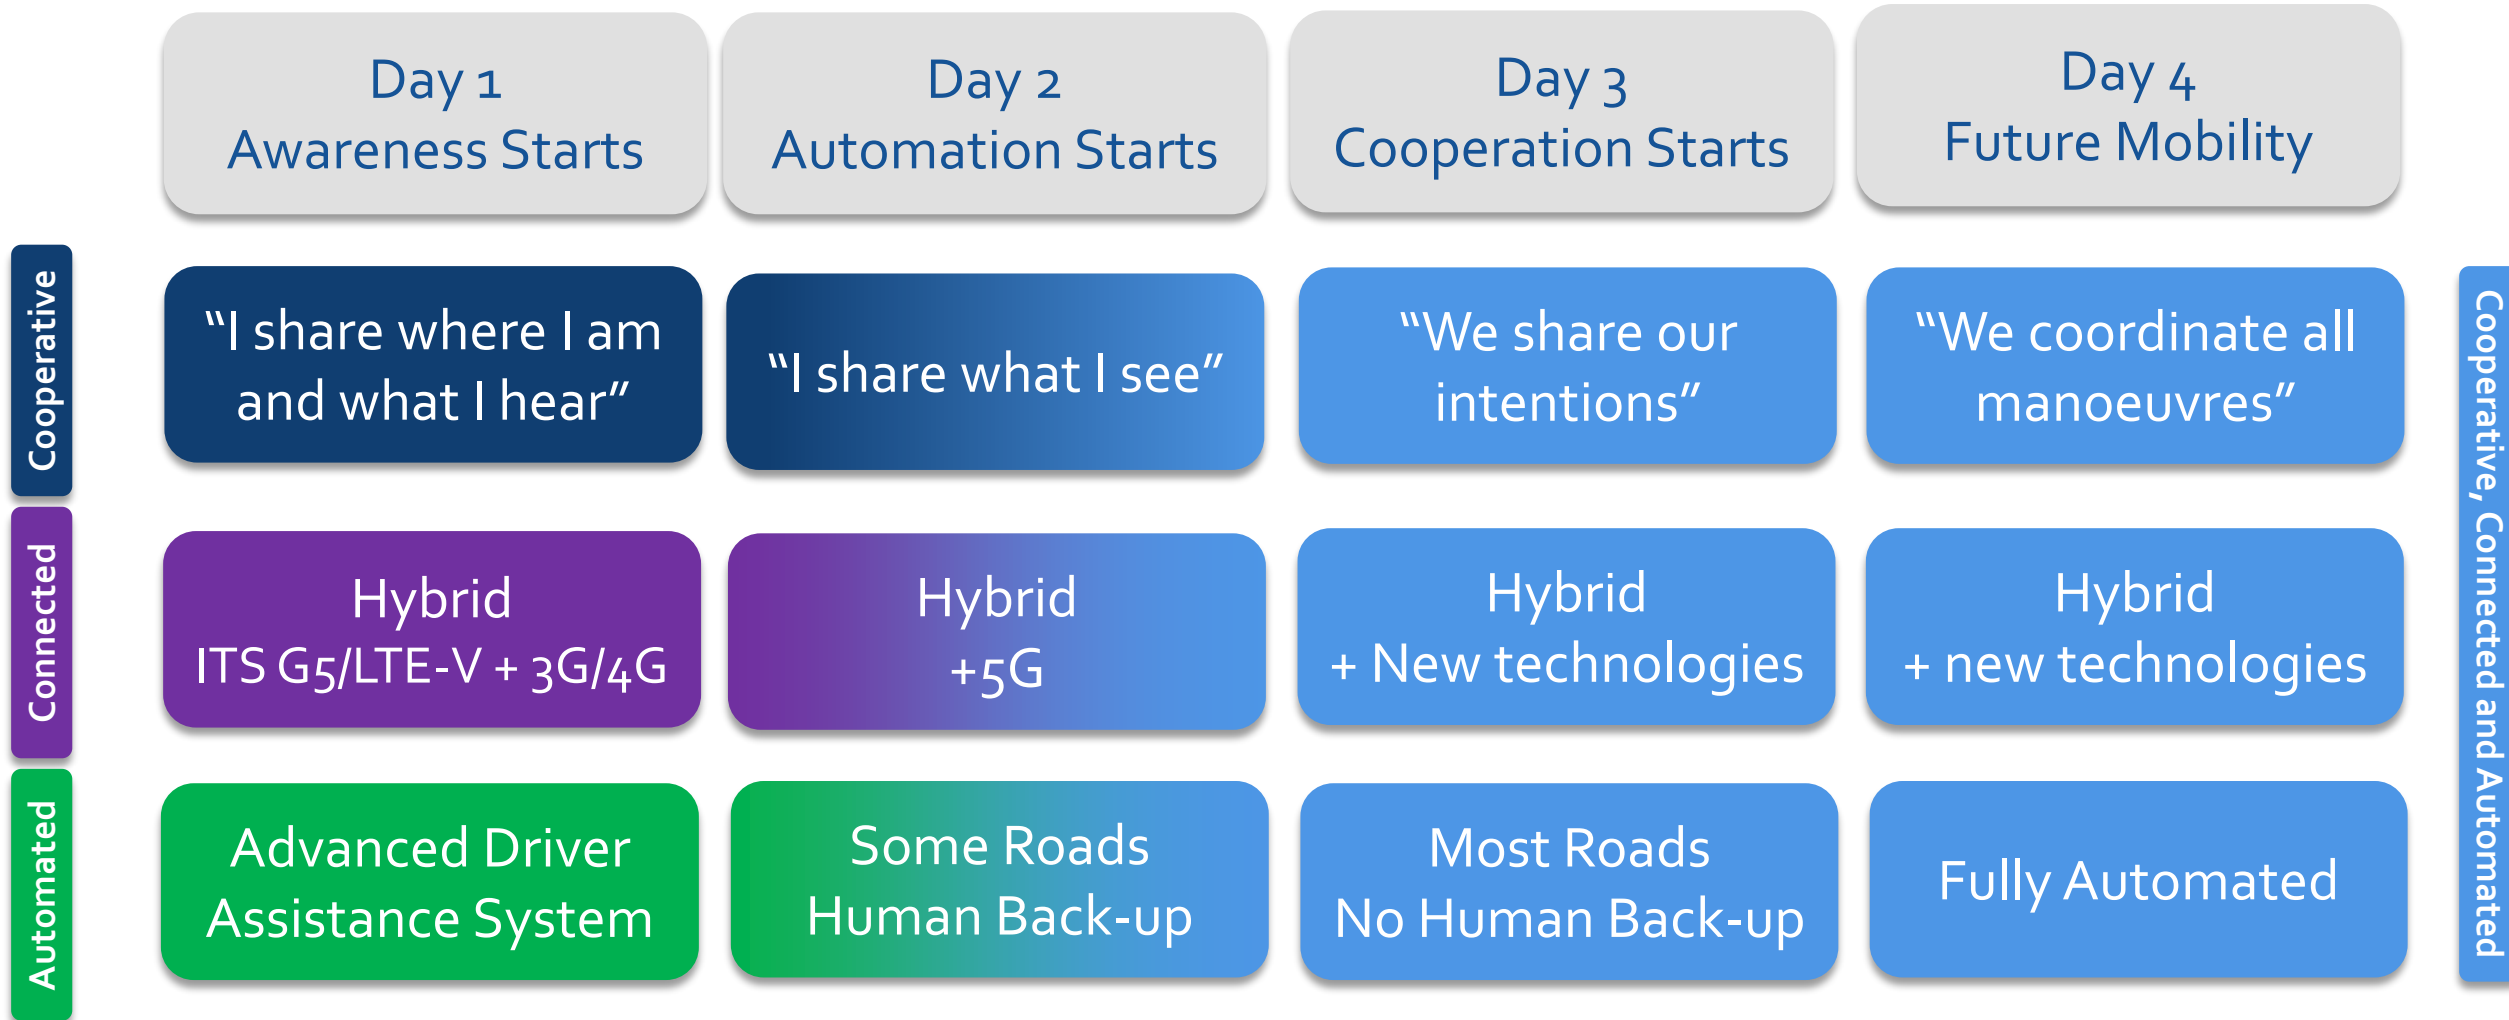 Day 1
Awareness Starts
Day 2
Automation Starts
Day 3
Cooperation Starts
Day 4
Future Mobility
Cooperative
“I share where I am
and what I hear”
“I share what I see”
“We share our
intentions”
“We coordinate all
manoeuvres”
Connected
Hybrid
ITS G5/LTE-V + 3G/4G
Hybrid
+5G
Hybrid
+ New technologies
Hybrid
+ new technologies
Automated
Advanced Driver
Assistance System
Some Roads
Human Back-up
Most Roads
No Human Back-up
Fully Automated
Cooperative, Connected and Automated